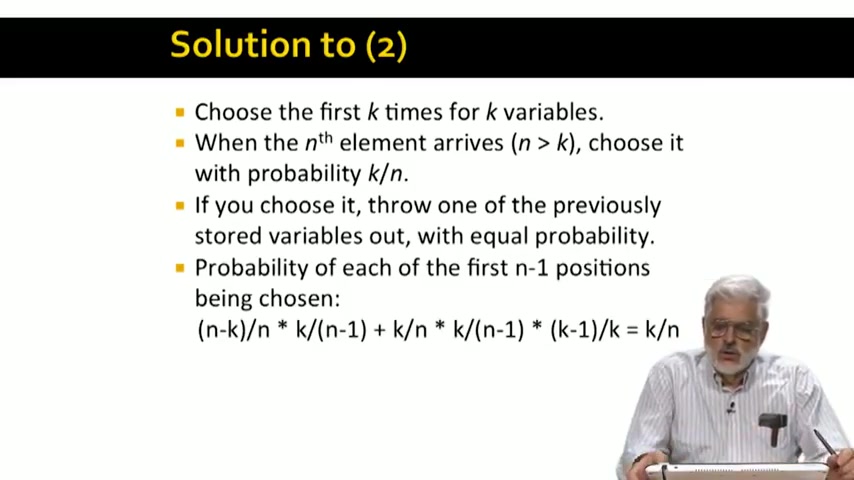 Solution to (2)
Choose the first k times for k variables.
When the nth element arrives (n > k), choose it
with probability k/n.
If you choose it, throw one of the previously
stored variables out, with equal probability.
Probability of each of the first n-1 positions
being chosen:
(n-k)/n * k/(n-1) + k/n * k/(n-1) * (k-1)/k = k/n